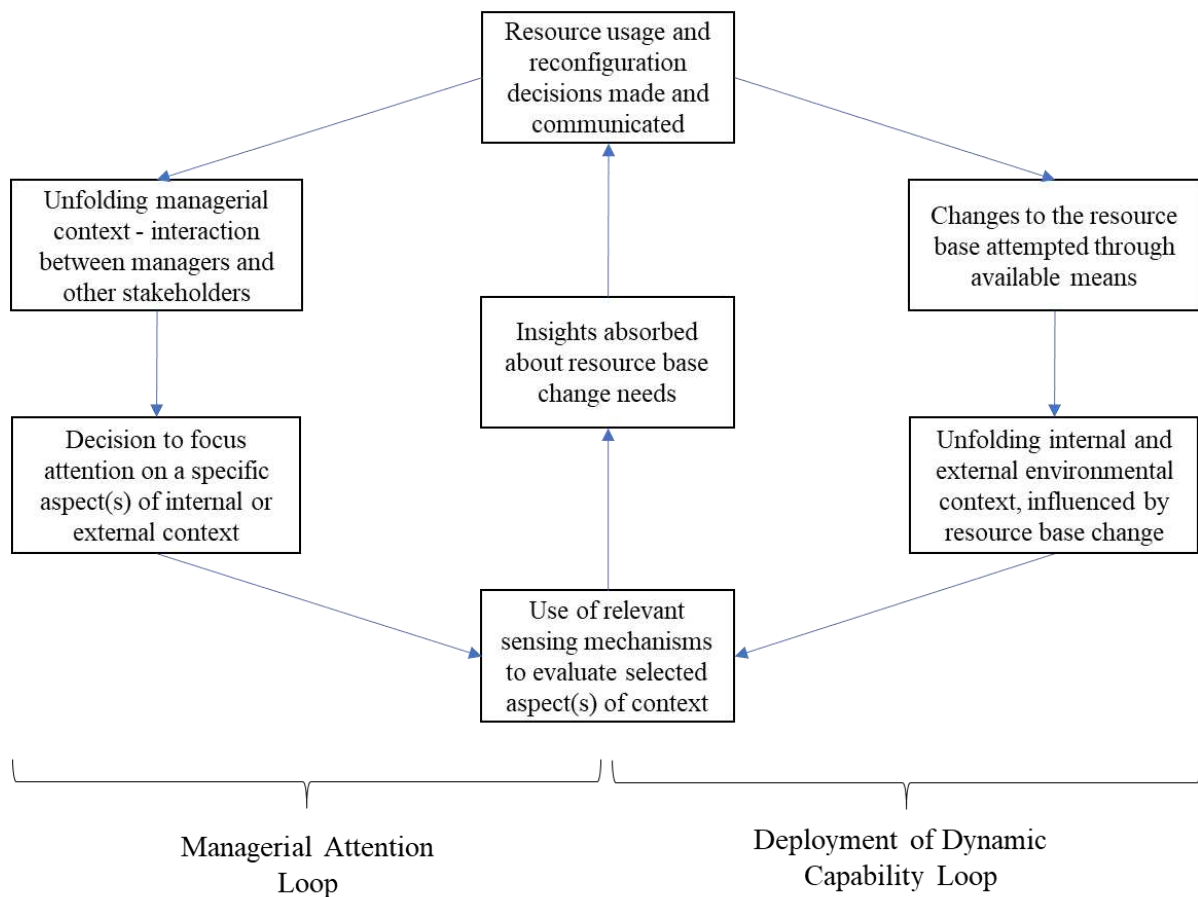 Resource usage and
reconfiguration
decisions made and
communicated
Unfolding managerial
context - interaction
between managers and
other stakeholders
Changes to the resource
base attempted through
available means
Insights absorbed
about resource base
change needs
Decision to focus
attention on a specific
aspect(s) of internal or
external context
Unfolding internal and
external environmental
context, influenced by
resource base change
Use of relevant
sensing mechanisms
to evaluate selected
aspect(s) of context
Managerial Attention
Loop
Deployment of Dynamic
Capability Loop